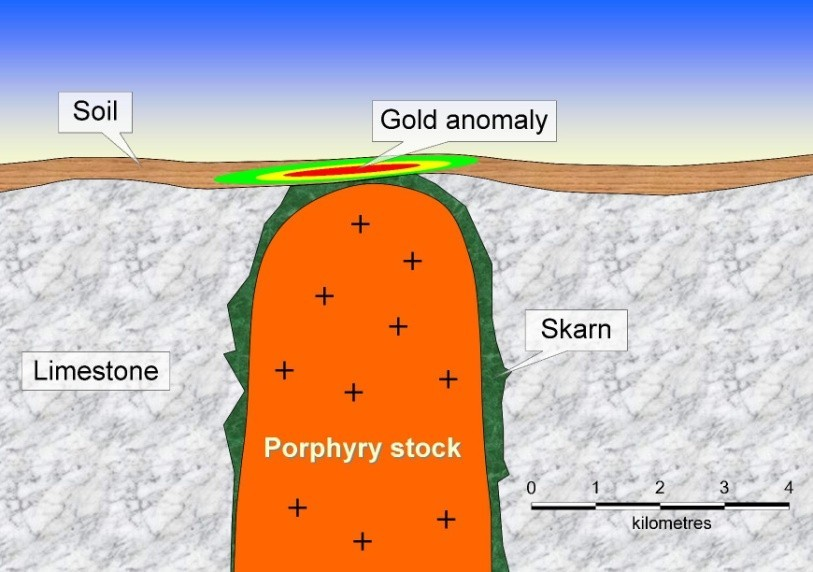 Soil
Gold anomaly
Skarn
Limestone
Porphyry stock
0 1 2 3 4
kilometres